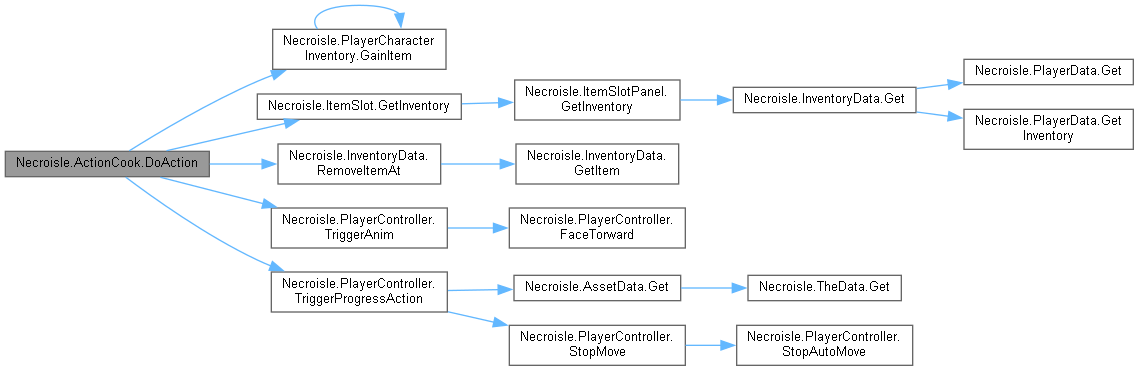 Necroisle.ActionCook.DoAction
Necroisle.PlayerCharacter
Inventory.GainItem
Necroisle.ItemSlot.GetInventory
Necroisle.ItemSlotPanel.
GetInventory
Necroisle.InventoryData.Get
Necroisle.PlayerData.Get
Necroisle.PlayerData.Get
Inventory
Necroisle.InventoryData.
RemoveItemAt
Necroisle.InventoryData.
GetItem
Necroisle.PlayerController.
TriggerAnim
Necroisle.PlayerController.
FaceTorward
Necroisle.PlayerController.
TriggerProgressAction
Necroisle.AssetData.Get
Necroisle.TheData.Get
Necroisle.PlayerController.
StopMove
Necroisle.PlayerController.
StopAutoMove